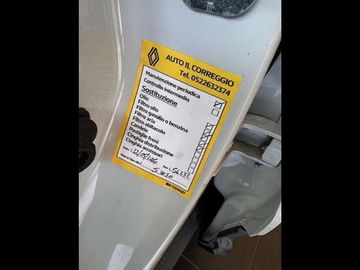 AUTO IL CORREGGIO
Tel. 0522632374
Manutenzione periodica
Controllo intermedio
Sostituzione
Olio
Filtro olio
Filtro gasolio o benzina
Filtro aria
Filtro abitacolo
Candele
Pastiglie freni
Cinghia distribuzione
Cinghia accessori